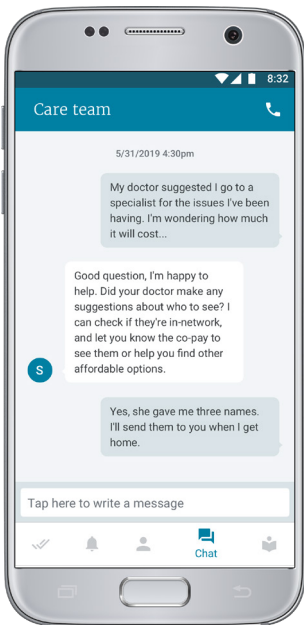 8:32
Care team
5/31/2019 4:30pm
My doctor suggested I go to a
specialist for the issues I've been
having. I'm wondering how much
it will cost...
Good question, I'm happy to
help. Did your doctor make any
suggestions about who to see? I
can check if they're in-network,
and let you know the co-pay to
see them or help you find other
affordable options.
S
Yes, she gave me three names.
I'll send them to you when I get
home.
Tap here to write a message
Chat